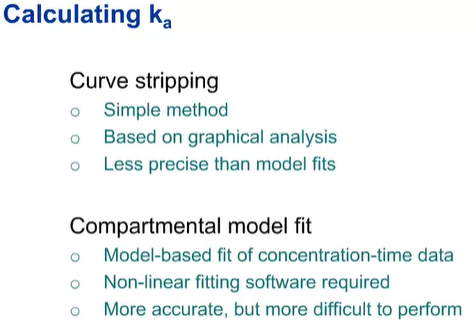 Calculating ka
Curve stripping
o Simple method
o Based on graphical analysis
o Less precise than model fits
Compartmental model fit
o Model-based fit of concentration-time data
o Non-linear fitting software required
o More accurate, but more difficult to perform